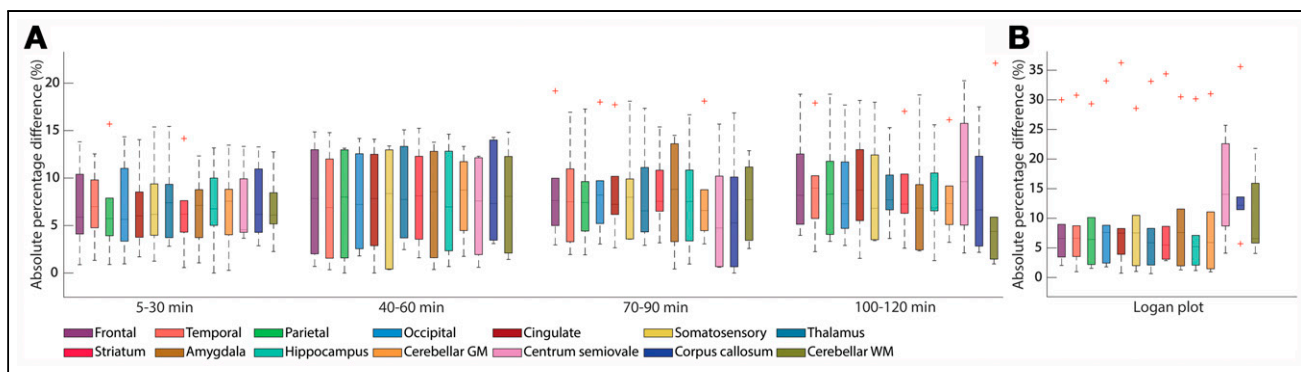 A
B
Absolute percentage difference (%)
20
15
10
5
0
5-30 min 40-60 min 70-90 min 100-120 min
Absolute percentage difference (%)
35
30
25
20
15
10
5
0
Logan plot
Frontal Temporal Parietal Occipital Cingulate Somatosensory Thalamus
Striatum Amygdala Hippocampus Cerebellar GM Centrum semiovale Corpus callosum Cerebellar WM